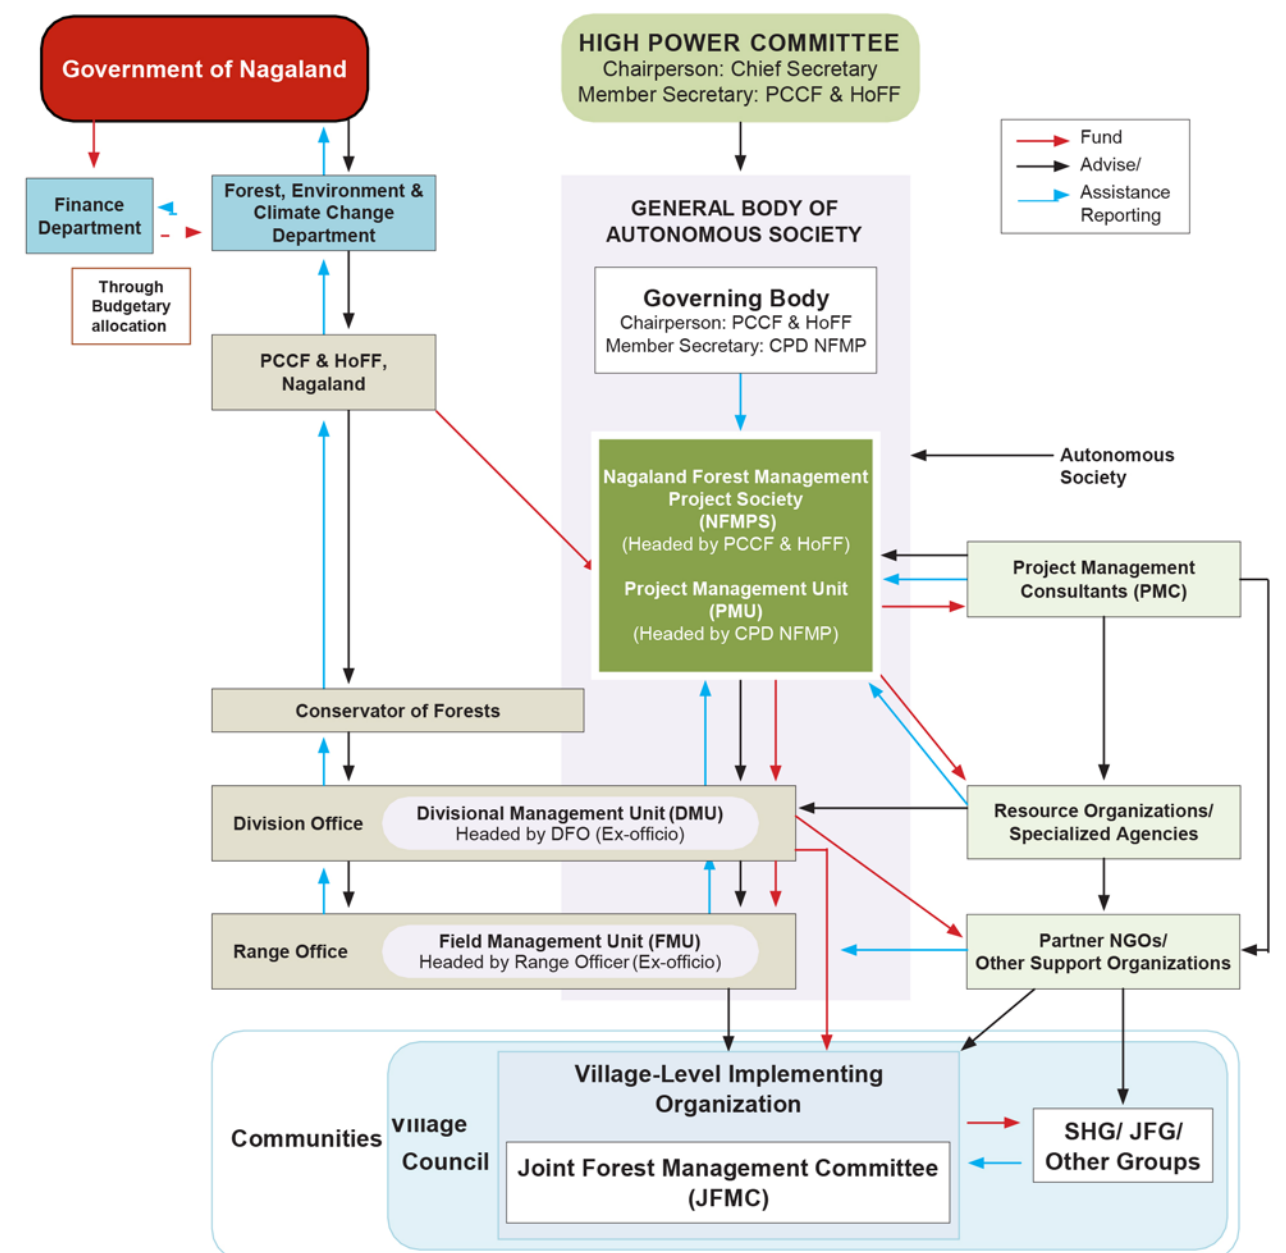 Government of Nagaland
HIGH POWER COMMITTEE
Chairperson: Chief Secretary
Member Secretary: PCCF & HoFF
Fund
Advise/
Assistance
Reporting
Finance
Department
Forest, Environment &
Climate Change
Department
Through
Budgetary
allocation
GENERAL BODY OF
AUTONOMOUS SOCIETY
Governing Body
Chairperson: PCCF & HoFF
Member Secretary: CPD NFMP
PCCF & HoFF,
Nagaland
Autonomous
Society
Nagaland Forest Management
Project Society
(NFMPS)
(Headed by PCCF & HoFF)
Project Management Unit
(PMU)
(Headed by CPD NFMP)
Project Management
Consultants (PMC)
Conservator of Forests
Division Office
Divisional Management Unit (DMU)
Headed by DFO (Ex-officio)
Resource Organizations/
Specialized Agencies
Range Office
Field Management Unit (FMU)
Headed by Range Officer (Ex-officio)
Partner NGOs/
Other Support Organizations
Communities
Village
Council
Village-Level Implementing
Organization
Joint Forest Management Committee
(JFMC)
SHG/ JFG/
Other Groups